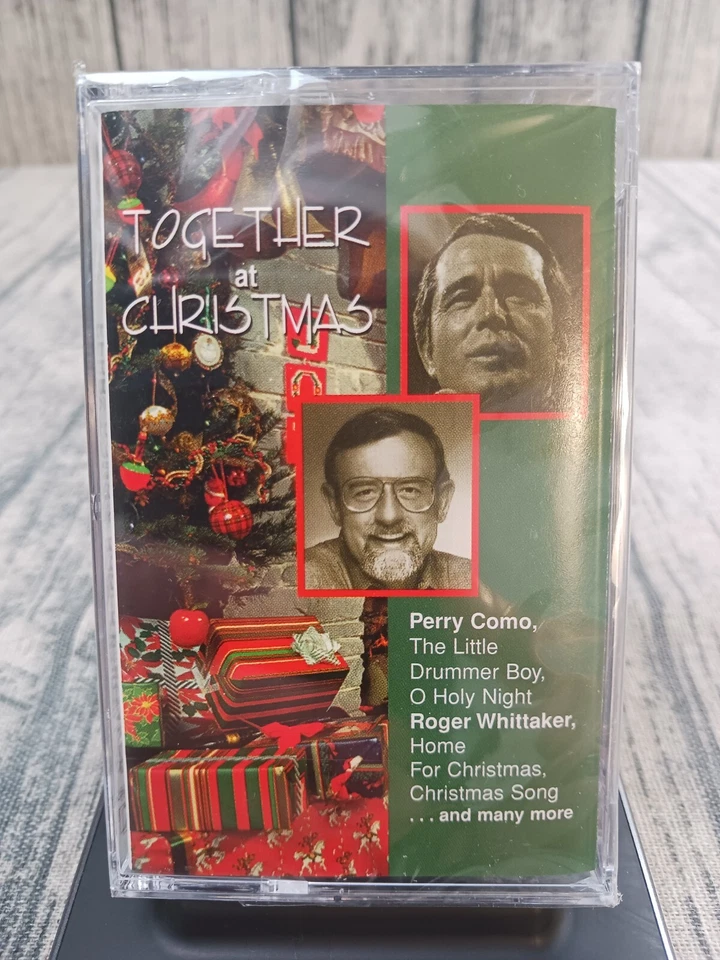 TOGETHER
at
CHRISTMAS
Perry Como,
The Little
Drummer Boy,
O Holy Night
Roger Whittaker,
Home
For Christmas,
Christmas Song
. . . and many more